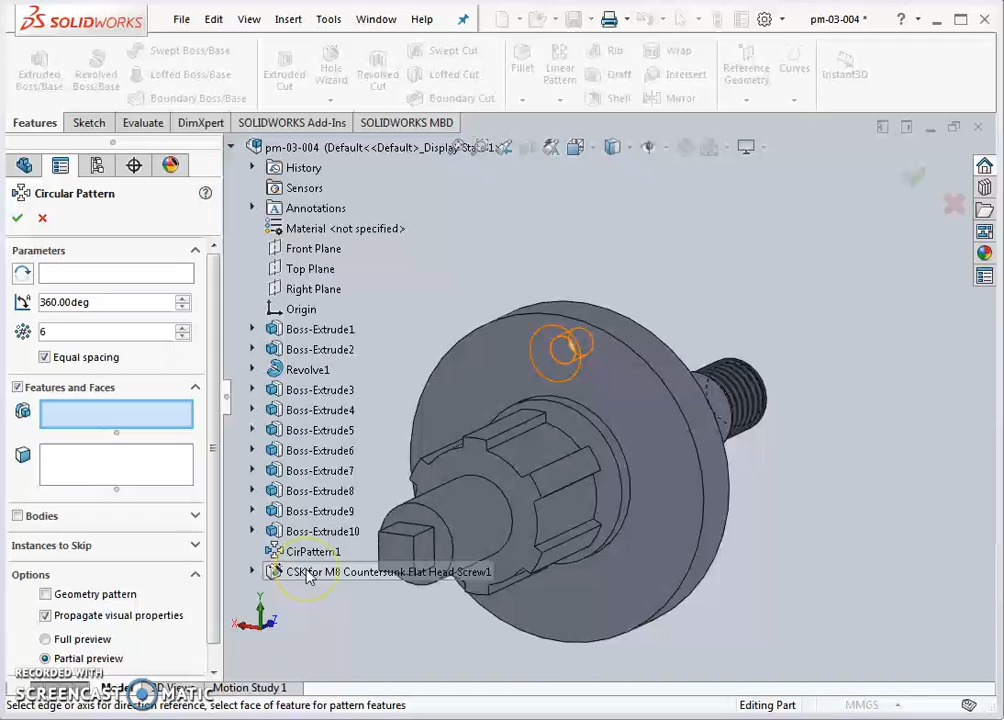 SOLIDWORKS
File Edit View Insert Tools Window Help
pm-03-004 *
Extruded Boss/Base
Revolved Boss/Base
Swept Boss/Base
Lofted Boss/Base
Boundary Boss/Base
Extruded Cut
Hole Wizard
Revolved Cut
Swept Cut
Lofted Cut
Boundary Cut
Fillet
Linear Pattern
Rib
Draft
Shell
Wrap
Intersect
Mirror
Reference Geometry
Curves
Instant3D
Features Sketch Evaluate DimXpert SOLIDWORKS Add-Ins SOLIDWORKS MBD
pm-03-004 (Default<<Default>_Display
Circular Pattern
Parameters
360.00deg
6
Equal spacing
Features and Faces
Bodies
Instances to Skip
Options
Geometry pattern
Propagate visual properties
Full preview
Partial preview
History
Sensors
Annotations
Material <not specified>
Front Plane
Top Plane
Right Plane
Origin
Boss-Extrude1
Boss-Extrude2
Revolve1
Boss-Extrude3
Boss-Extrude4
Boss-Extrude5
Boss-Extrude6
Boss-Extrude7
Boss-Extrude8
Boss-Extrude9
Boss-Extrude10
CirPattern1
CSK for M8 Countersunk Flat Head Screw1
Y
X
Z
RECORDED WITH
SCREENCAST MATIC
Model Motion Study 1
Select edge or axis for direction reference, select face of feature for pattern features
Editing Part
MMGS